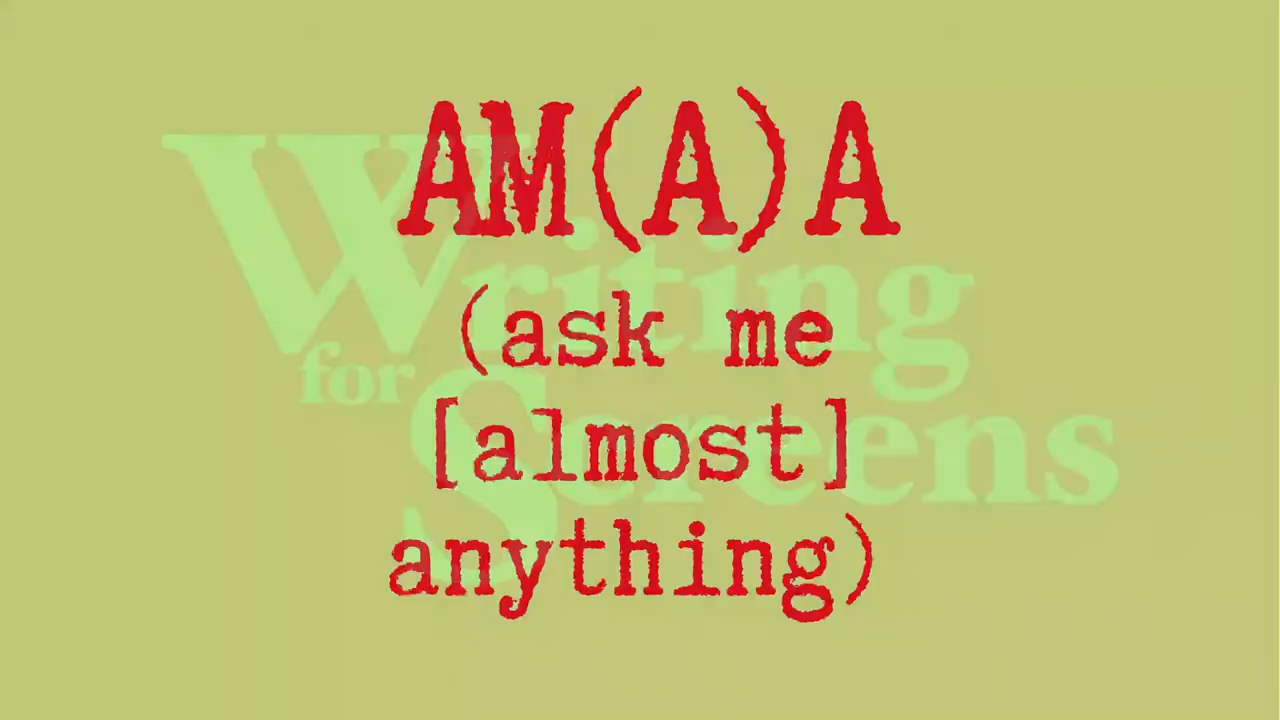 AM(A)A
(ask me
[almost]
anything)
Writing
for
Screens